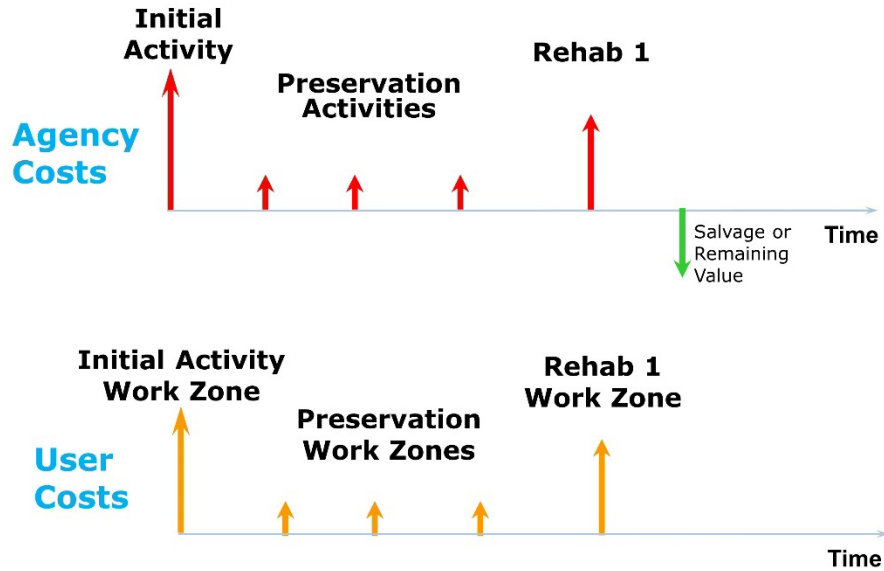 Initial
Activity
Preservation
Activities
Rehab 1
Agency
Costs
Salvage or
Remaining
Value
Time
Initial Activity
Work Zone
Preservation
Work Zones
Rehab 1
Work Zone
User
Costs
Time